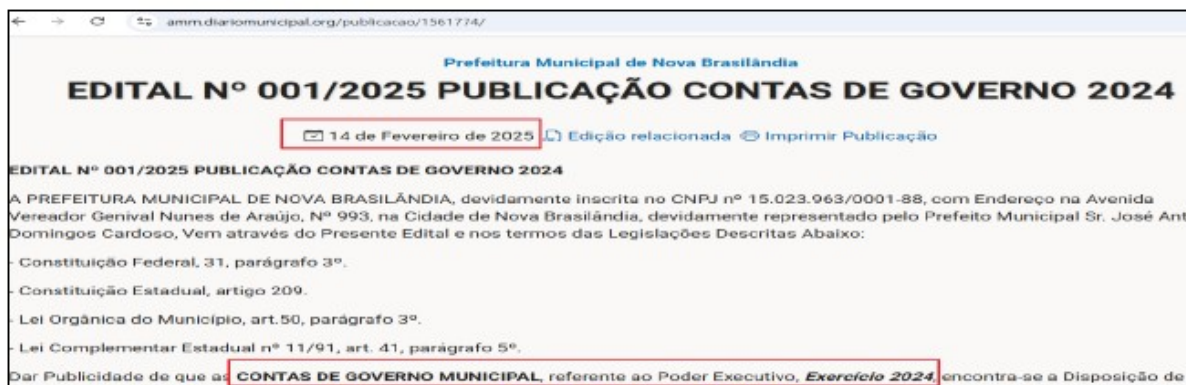 amm.diariomunicipal.org/publicacao/1561774/
Prefeitura Municipal de Nova Brasilândia
EDITAL Nº 001/2025 PUBLICAÇÃO CONTAS DE GOVERNO 2024
14 de Fevereiro de 2025 Edição relacionada Imprimir Publicação
EDITAL Nº 001/2025 PUBLICAÇÃO CONTAS DE GOVERNO 2024
A PREFEITURA MUNICIPAL DE NOVA BRASILÂNDIA, devidamente inscrita no CNPJ nº 15.023.963/0001-88, com Endereço na Avenida
Vereador Genival Nunes de Araújo, Nº 993, na Cidade de Nova Brasilândia, devidamente representado pelo Prefeito Municipal Sr. José Ant
Domingos Cardoso, Vem através do Presente Edital e nos termos das Legislações Descritas Abaixo:
- Constituição Federal, 31, parágrafo 3º.
- Constituição Estadual, artigo 209.
- Lei Orgânica do Município, art.50, parágrafo 3º.
- Lei Complementar Estadual nº 11/91, art. 41, parágrafo 5º.
Dar Publicidade de que as CONTAS DE GOVERNO MUNICIPAL, referente ao Poder Executivo, Exercício 2024, encontra-se a Disposição de